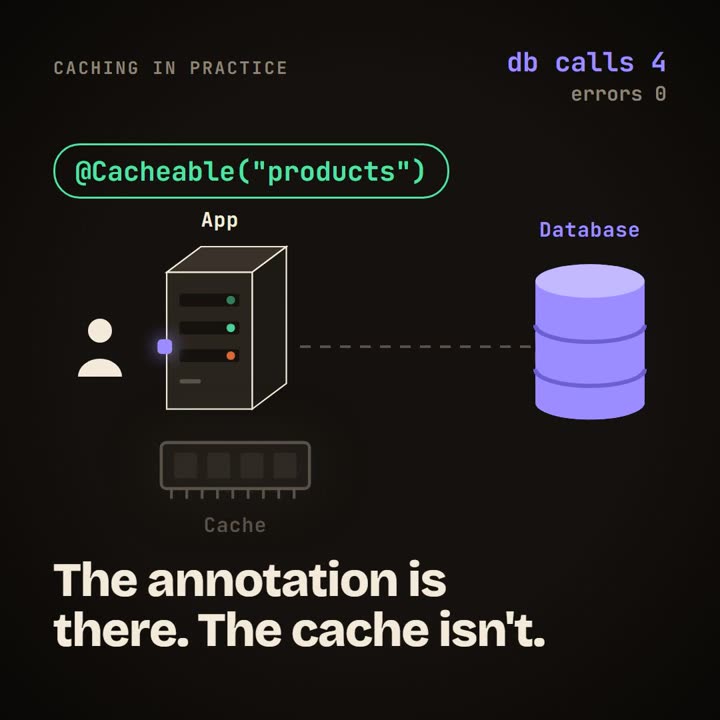 CACHING IN PRACTICE
db calls 4
errors 0
@Cacheable("products")
App
Database
Cache
The annotation is
there. The cache isn't.